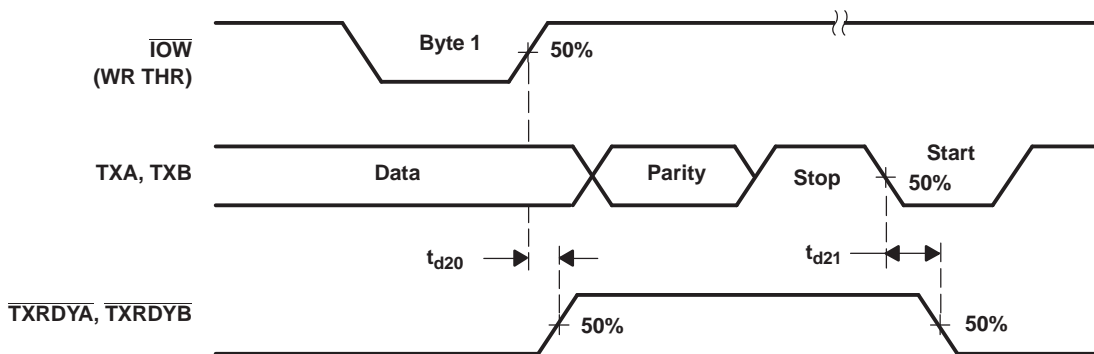 IOW
(WR THR)
Byte 1
50%
TXA, TXB
Data
Parity
Stop
Start
50%
td20
td21
TXRDYA, TXRDYB
50%
50%